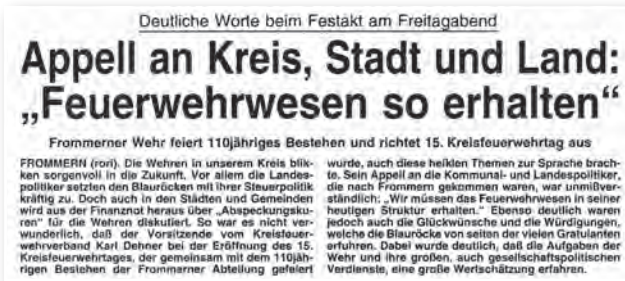 Deutliche Worte beim Festakt am Freitagabend
Appell an Kreis, Stadt und Land:
„Feuerwehrwesen so erhalten“
Frommerner Wehr feiert 110jähriges Bestehen und richtet 15. Kreisfeuerwehrtag aus
FROMMERN (rori). Die Wehren in unserem Kreis blik-
ken sorgenvoll in die Zukunft. Vor allem die Landes-
politiker setzten den Blauröcken mit ihrer Steuerpolitik
kräftig zu. Doch auch in den Städten und Gemeinden
wird aus der Finanznot heraus über „Abspeckungsku-
ren“ für die Wehren diskutiert. So war es nicht ver-
wunderlich, daß der Vorsitzende vom Kreisfeuer-
wehrverband Karl Dehner bei der Eröffnung des 15.
Kreisfeuerwehrtages, der gemeinsam mit dem 110jäh-
rigen Bestehen der Frommerner Abteilung gefeiert
wurde, auch diese heiklen Themen zur Sprache brach-
te. Sein Appell an die Kommunal- und Landespolitiker,
die nach Frommern gekommen waren, war unmißver-
ständlich: „Wir müssen das Feuerwehrwesen in seiner
heutigen Struktur erhalten.“ Ebenso deutlich waren
jedoch auch die Glückwünsche und die Würdigungen,
welche die Blauröcke von seiten der vielen Gratulanten
erfuhren. Dabei wurde deutlich, daß die Aufgaben der
Wehr und ihre großen, auch gesellschaftspolitischen
Verdienste, eine große Wertschätzung erfahren.